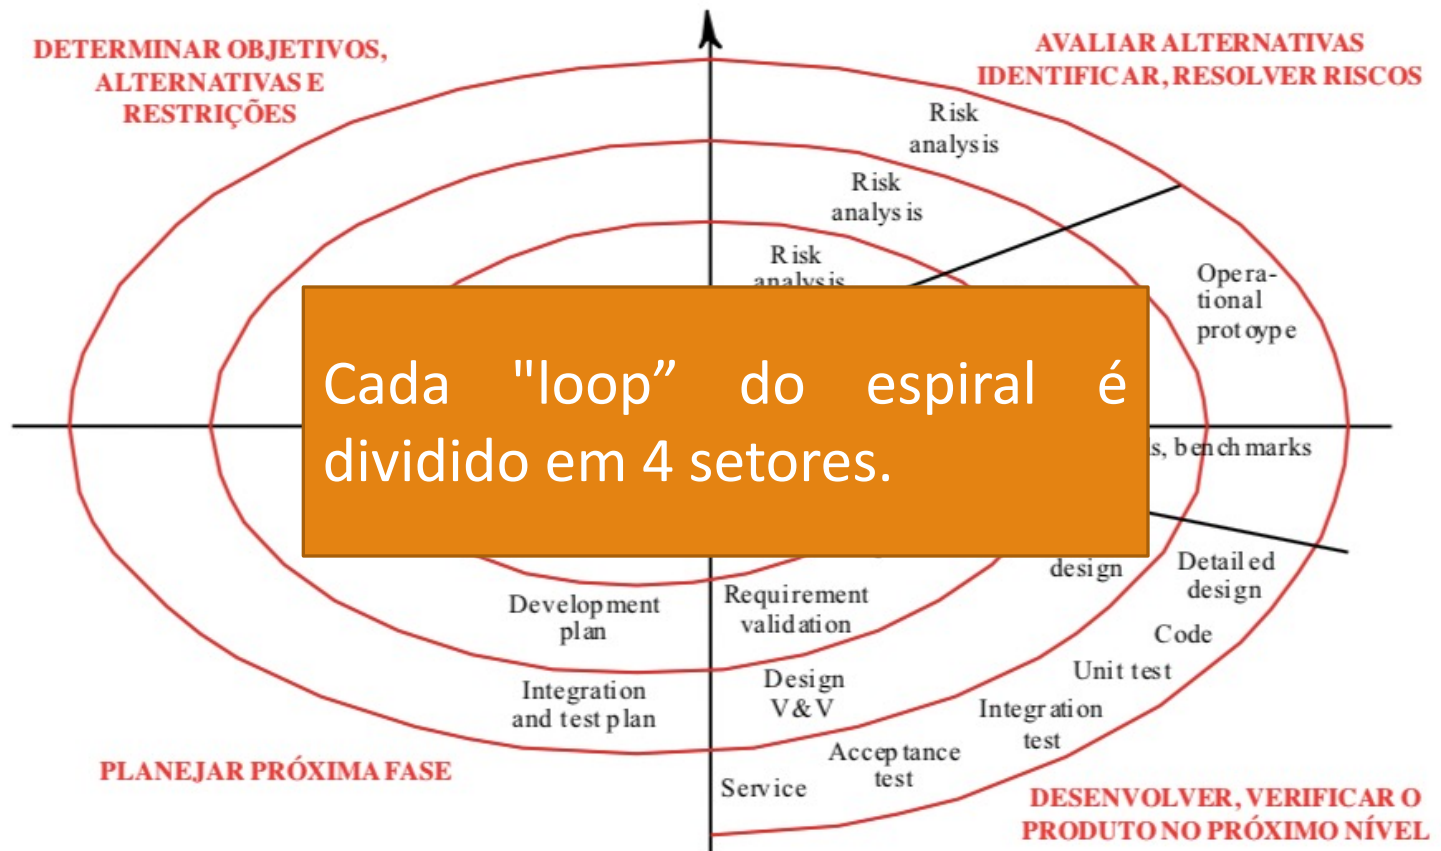 DETERMINAR OBJETIVOS,
ALTERNATIVAS E
RESTRIÇÕES
AVALIAR ALTERNATIVAS
IDENTIFICAR, RESOLVER RISCOS
Risk
analysis
Risk
analysis
Risk
analysis
Opera-
tional
protoype
Cada "loop” do espiral é
dividido em 4 setores.
benchmarks
design
Detailed
design
Development
plan
Requirement
validation
Code
Unit test
Integration
and test plan
Design
V&V
Integration
test
Acceptance
test
Service
PLANEJAR PRÓXIMA FASE
DESENVOLVER, VERIFICAR O
PRODUTO NO PRÓXIMO NÍVEL